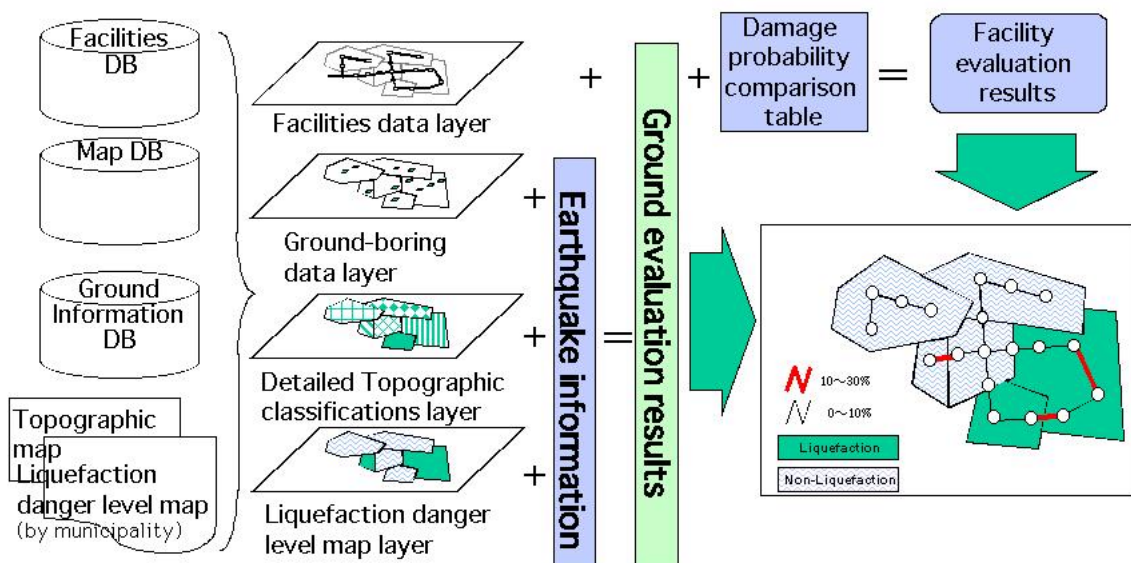 Facilities
DB
Map DB
Ground
Information
DB
Topographic
map
Liquefaction
danger level map
(by municipality)
Facilities data layer
Ground-boring
data layer
Detailed Topographic
classifications layer
Liquefaction danger
level map layer
+
+
+
+
Earthquake information
=
Ground evaluation results
+
Damage
probability
comparison
table
=
Facility
evaluation
results
10～30%
0～10%
Liquefaction
Non-Liquefaction